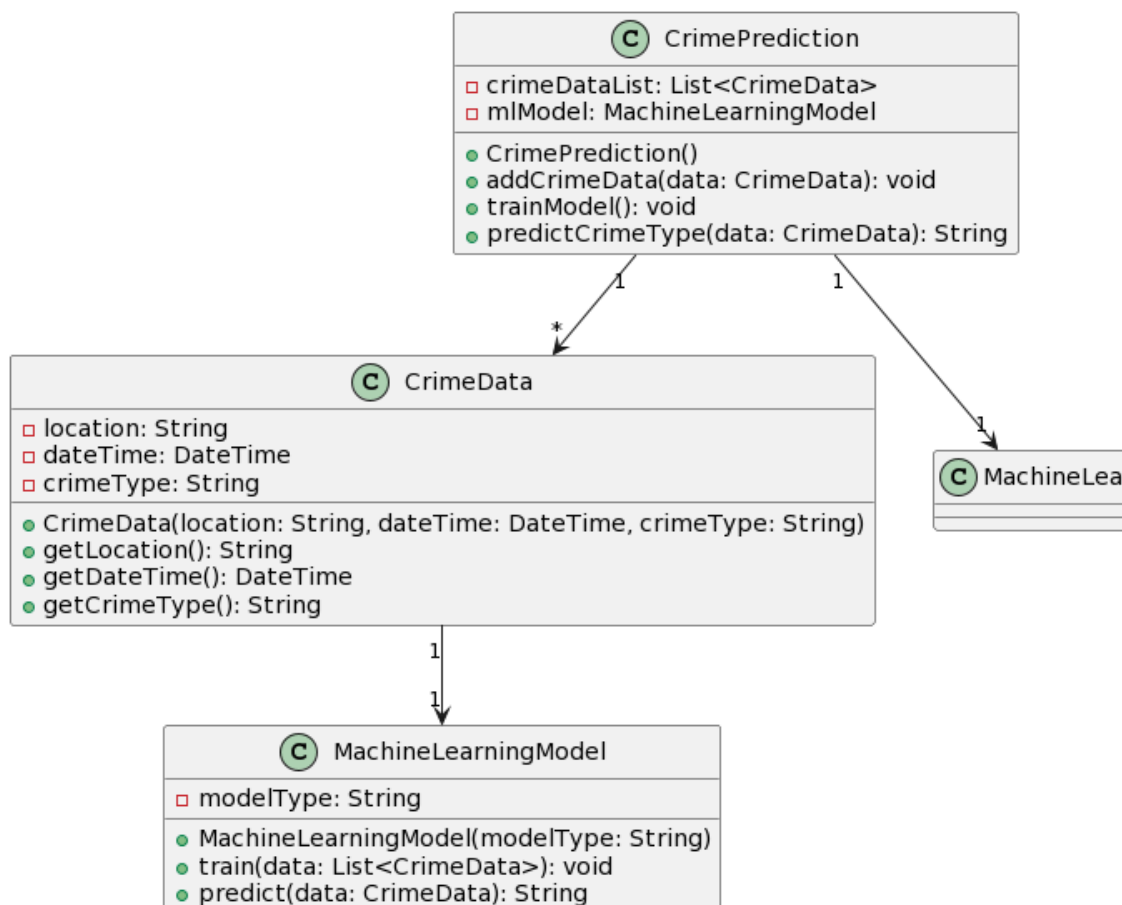 C CrimePrediction
crimeDataList: List<CrimeData>
mlModel: MachineLearningModel
CrimePrediction()
addCrimeData(data: CrimeData): void
trainModel(): void
predictCrimeType(data: CrimeData): String
1
1
*
1
C CrimeData
location: String
dateTime: DateTime
crimeType: String
CrimeData(location: String, dateTime: DateTime, crimeType: String)
getLocation(): String
getDateTime(): DateTime
getCrimeType(): String
C MachineLea
1
1
C MachineLearningModel
modelType: String
MachineLearningModel(modelType: String)
train(data: List<CrimeData>): void
predict(data: CrimeData): String